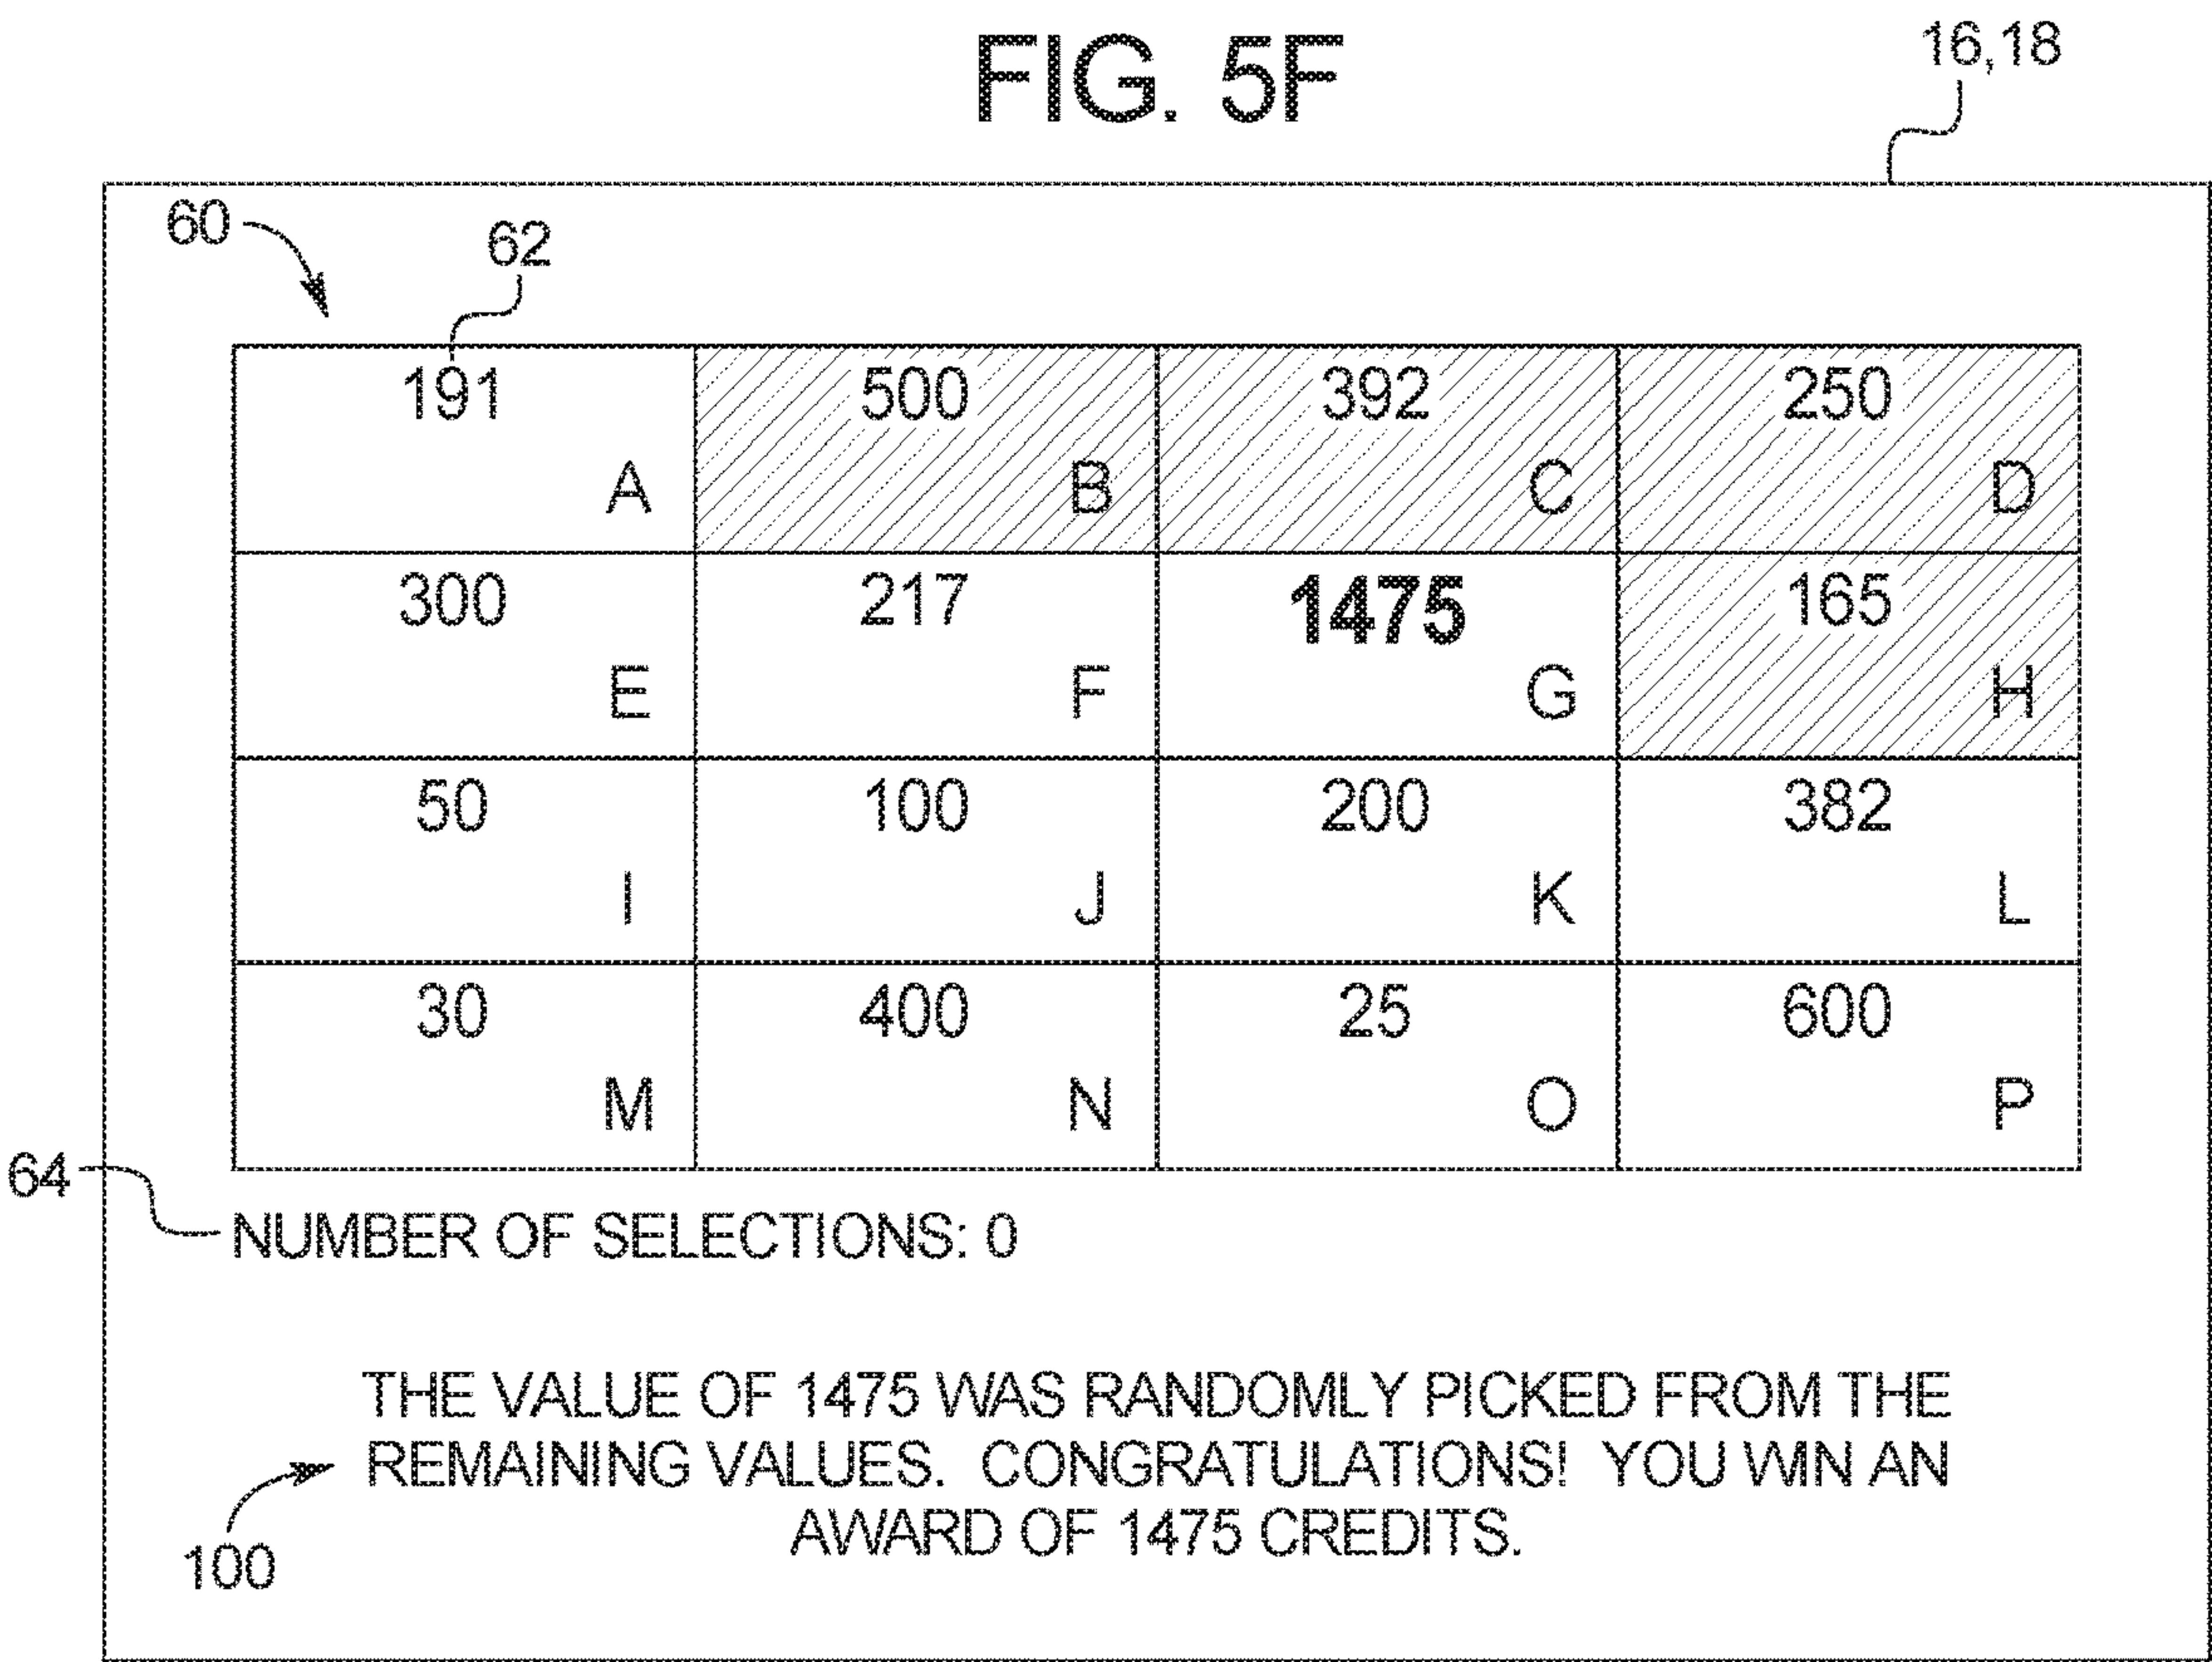 FIG. 5F
16,18
60
62
191 500 392 250
A B C D
300 217 1475 165
E F G H
50 100 200 382
I J K L
30 400 25 600
M N O P
64
NUMBER OF SELECTIONS: 0
THE VALUE OF 1475 WAS RANDOMLY PICKED FROM THE
REMAINING VALUES. CONGRATULATIONS! YOU WIN AN
AWARD OF 1475 CREDITS.
100